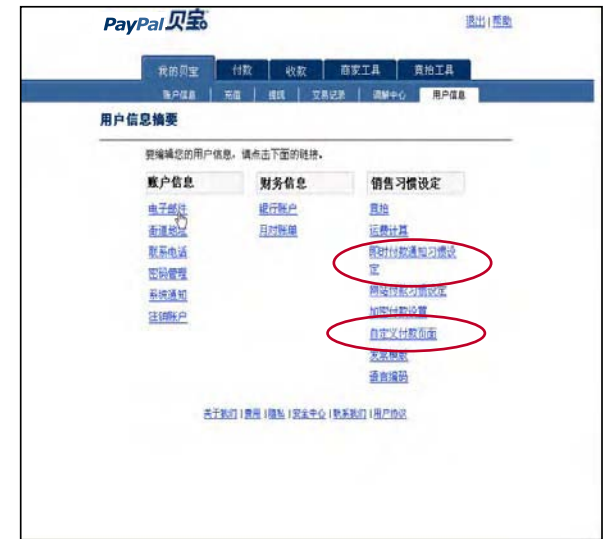 PayPal 贝宝
退出 | 帮助
我的贝宝 付款 收款 商家工具 竞拍工具
账户信息 | 充值 | 提现 | 交易记录 | 调解中心 用户信息
用户信息摘要
要编辑您的用户信息，请点击下面的链接。
账户信息 财务信息 销售习惯设定
电子邮件 银行账户 竞拍
街道地址 月对账单 运费计算
联系电话 即时付款通知习惯设
密码管理 定
系统通知 网站付款习惯设定
注销账户 加密付款设置
自定义付款页面
发票模版
语言编码
关于我们 | 费用 | 隐私 | 安全中心 | 联系我们 | 用户协议